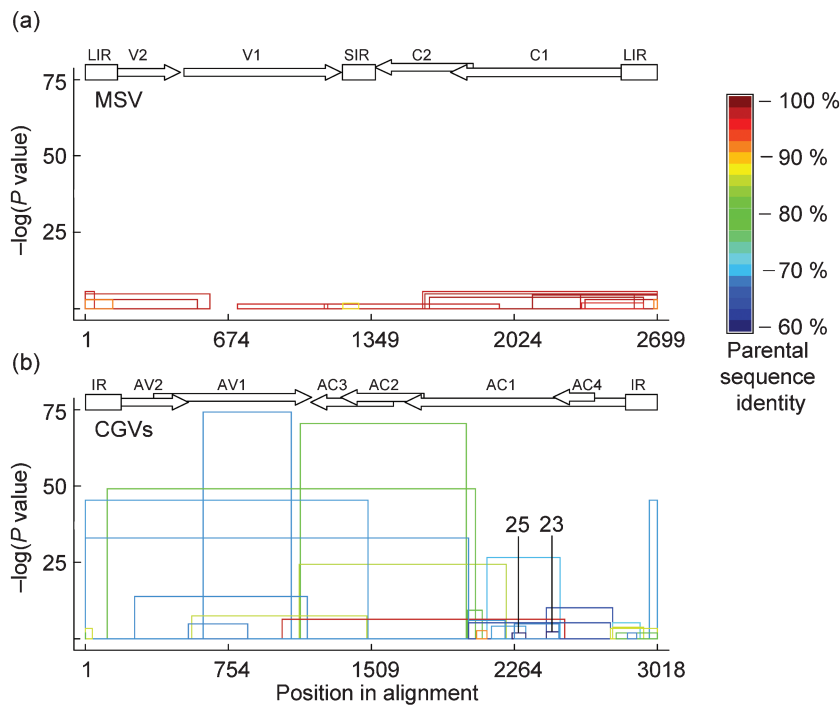 (a)
LIR V2 V1 SIR C2 C1 LIR
MSV
75
50
25
–log(P value)
1 674 1349 2024 2699
100 %
90 %
80 %
70 %
60 %
Parental
sequence
identity
(b)
IR AV2 AV1 AC3 AC2 AC1 AC4 IR
CGVs
75
50
25
–log(P value)
25 23
1 754 1509 2264 3018
Position in alignment